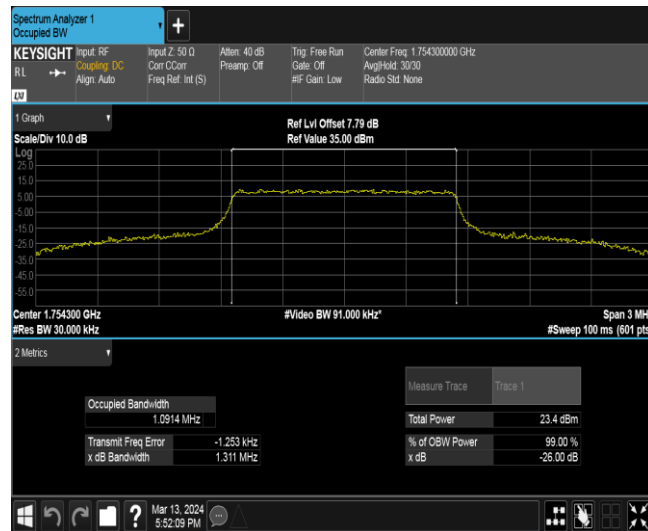 Spectrum Analyzer 1
Occupied BW
+
KEYSIGHT Input: RF Input Z: 50 Ω Atten: 40 dB Trig: Free Run Center Freq: 1.754300000 GHz
RL Coupling: DC Corr CCorr Preamp: Off Gate: Off Avg|Hold: 30/30
Align: Auto Freq Ref: Int (S) #IF Gain: Low Radio Std: None
LXI
1 Graph Ref Lvl Offset 7.79 dB
Scale/Div 10.0 dB Ref Value 35.00 dBm
Log
25.0
15.0
5.00
-5.00
-15.0
-25.0
-35.0
-45.0
-55.0
Center 1.754300 GHz #Video BW 91.000 kHz* Span 3 MH
#Res BW 30.000 kHz #Sweep 100 ms (601 pts
2 Metrics
Measure Trace Trace 1
Occupied Bandwidth
1.0914 MHz Total Power 23.4 dBm
Transmit Freq Error -1.253 kHz % of OBW Power 99.00 %
x dB Bandwidth 1.311 MHz x dB -26.00 dB
? Mar 13, 2024
5:52:09 PM